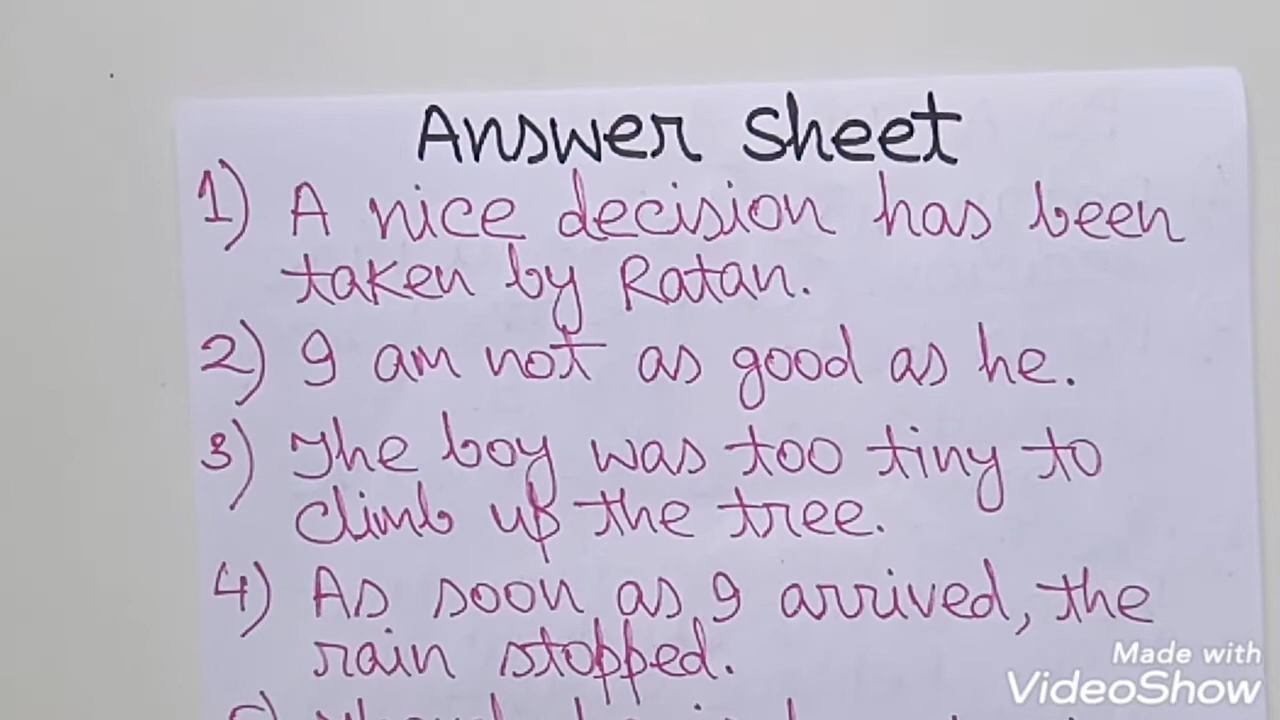 Answer Sheet
1) A nice decision has been
taken by Ratan.
2) I am not as good as he.
3) The boy was too tiny to
climb up the tree.
4) As soon as I arrived, the
rain stopped.
5)
Made with
VideoShow